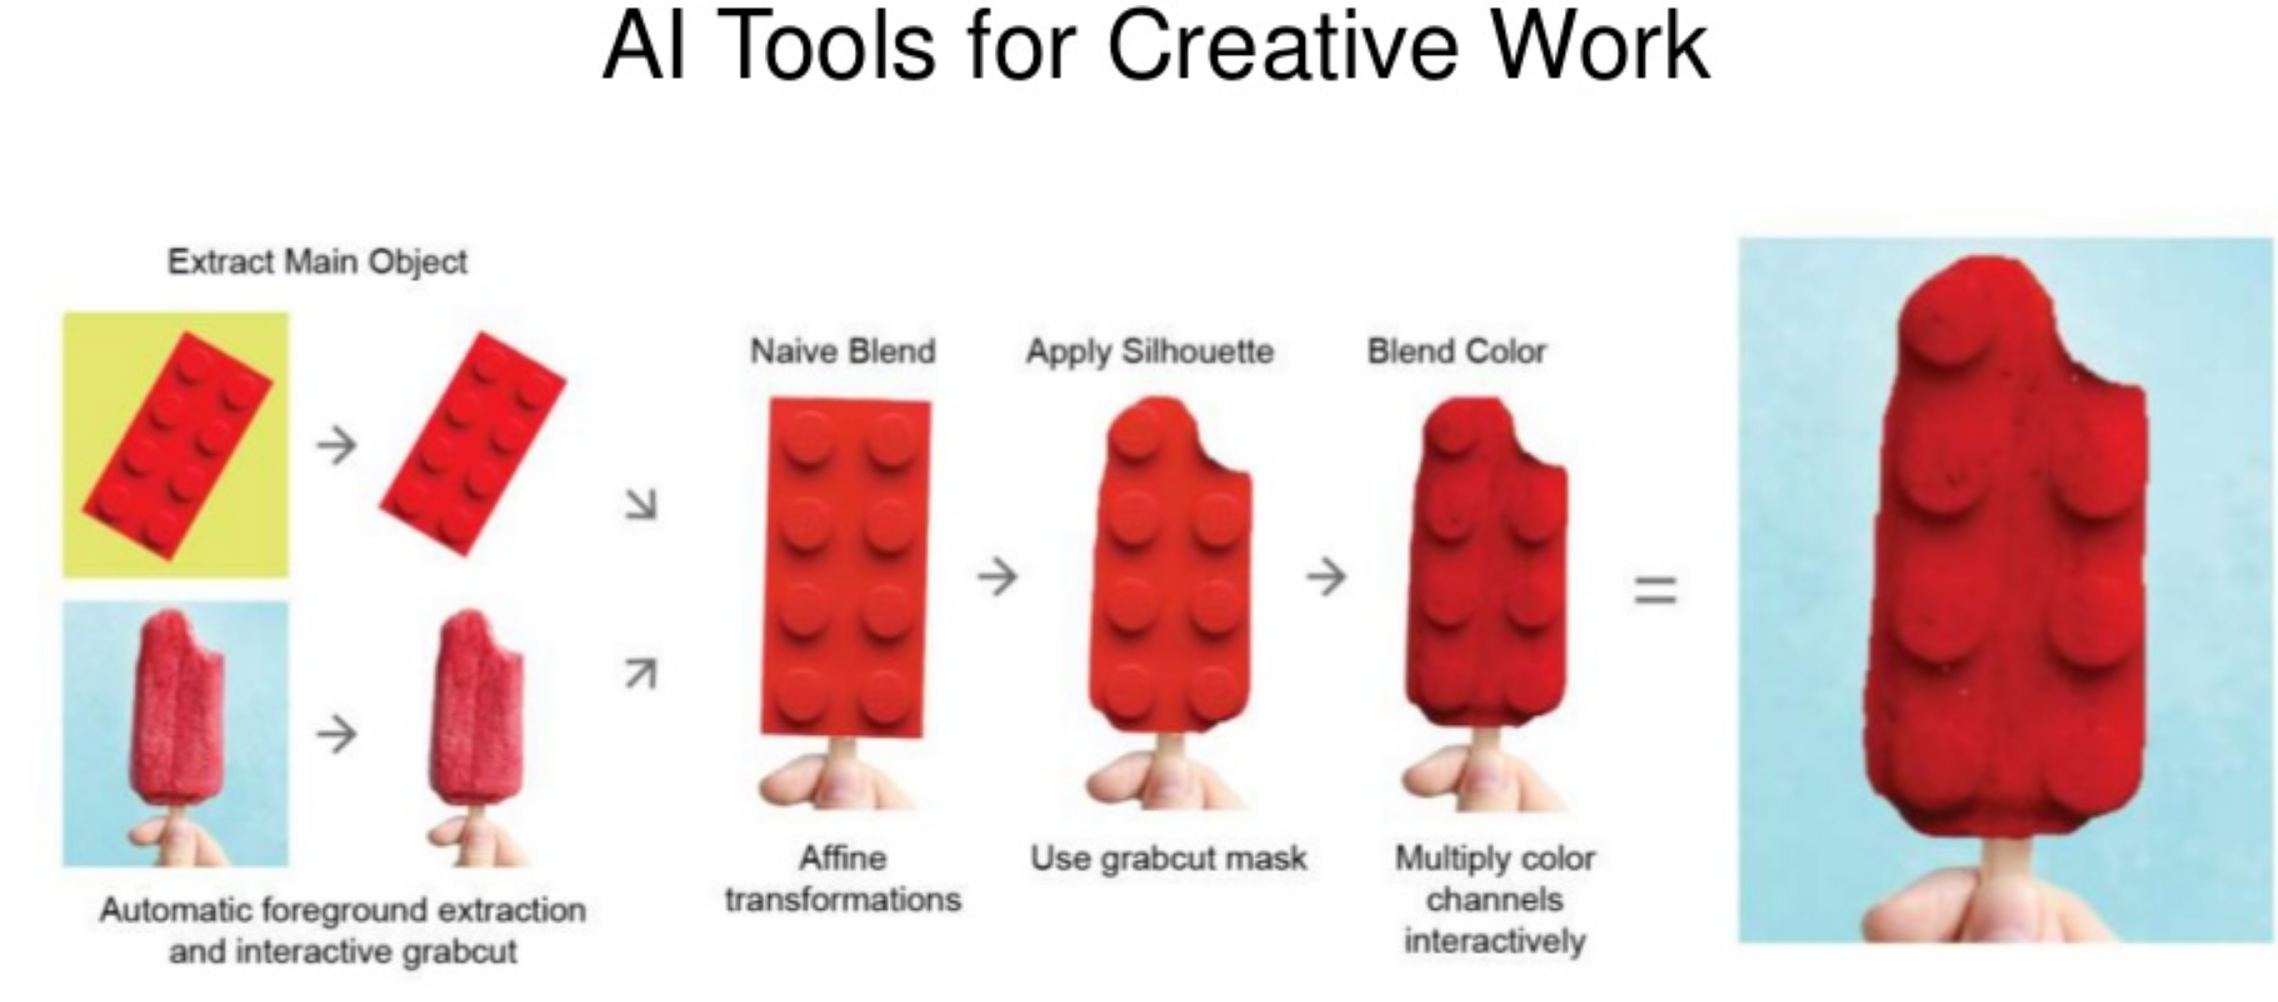 AI Tools for Creative Work
Extract Main Object
Automatic foreground extraction
and interactive grabcut
Naive Blend
Affine
transformations
Apply Silhouette
Use grabcut mask
Blend Color
Multiply color
channels
interactively
=